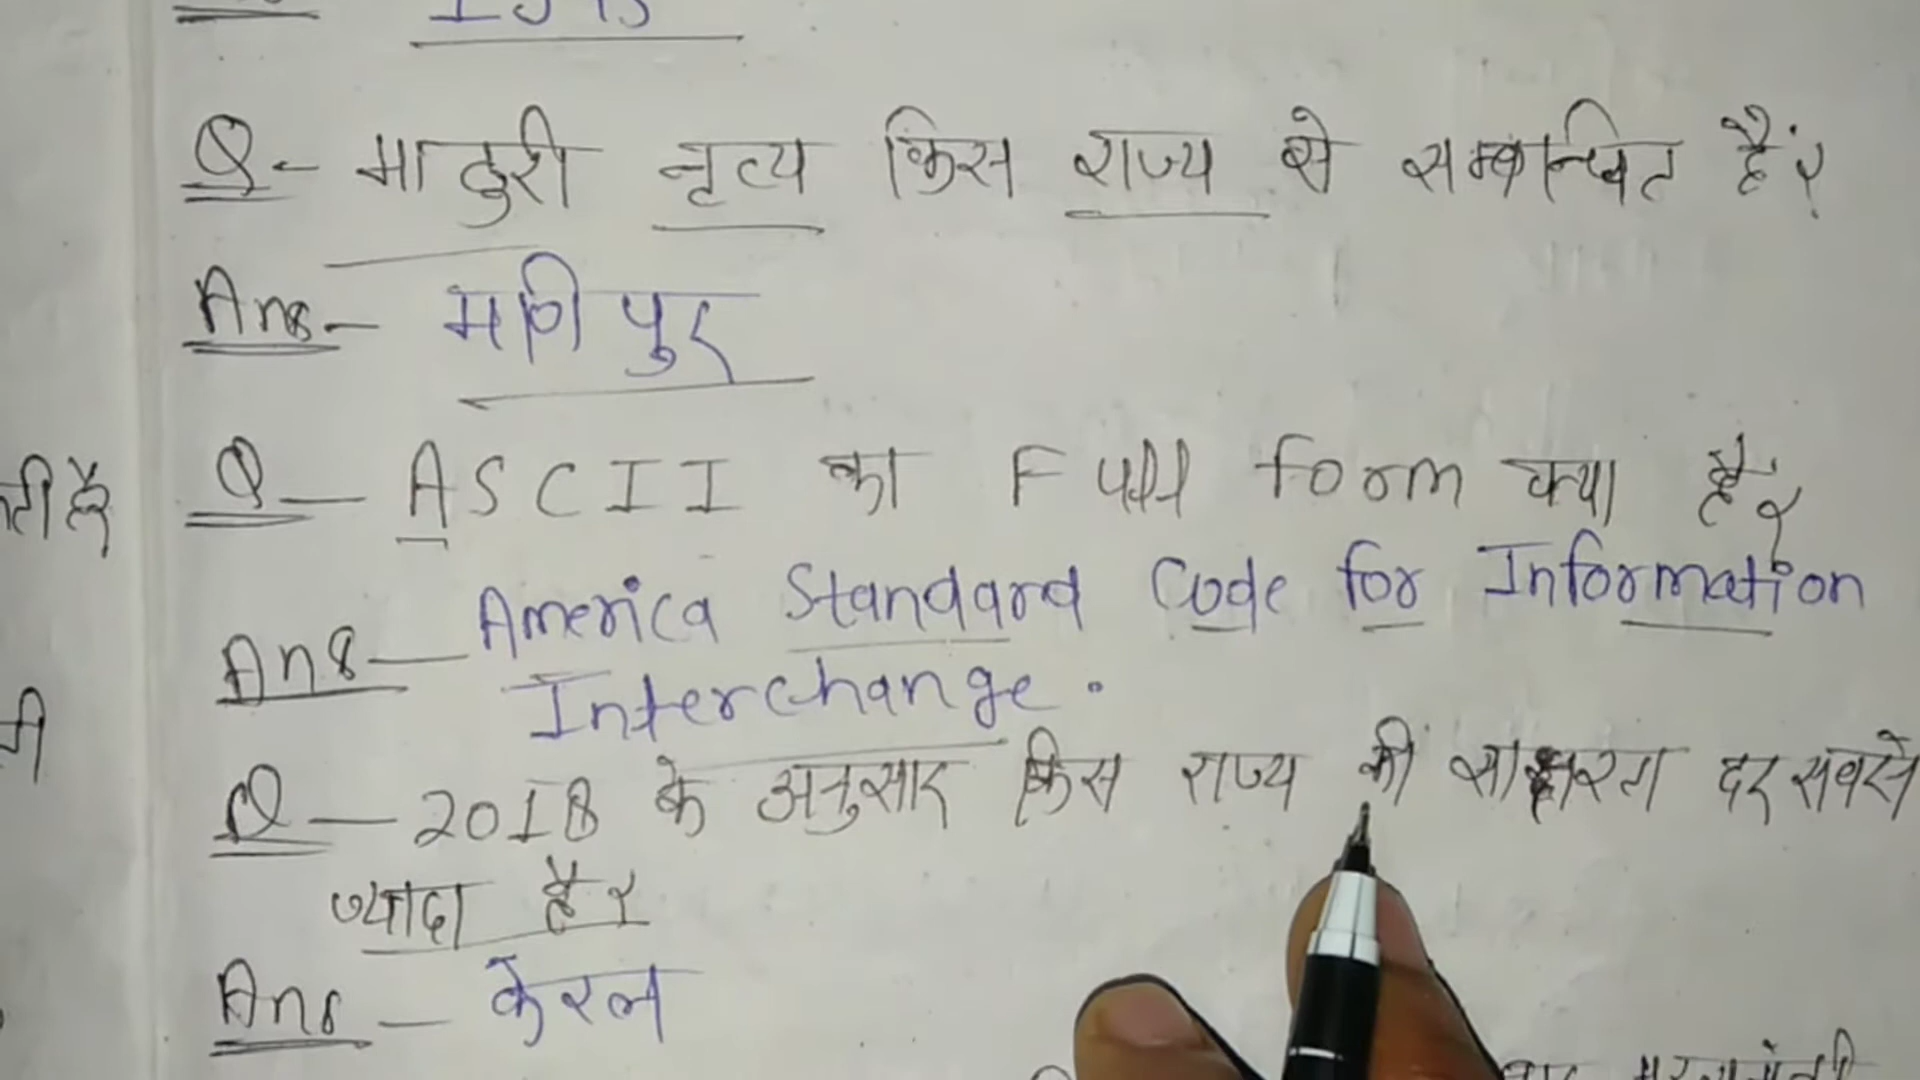 Q- मादुरी नृत्य किस राज्य से सम्बन्धित है?
Ans- मणीपुर
Q- ASCII का Full form क्या है?
Ans- America Standard Code for Information
Interchange.
Q- 2018 के अनुसार किस राज्य की साक्षरता दर सबसे
ज्यादा है?
Ans- केरल